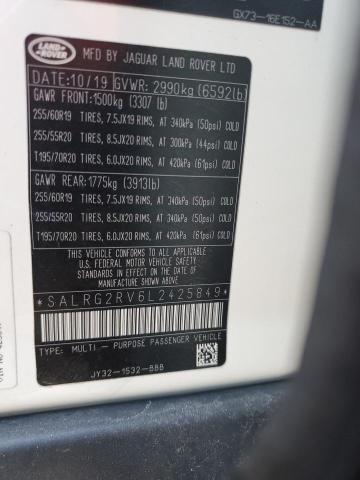 GX73-16E152-AA
LAND-ROVER
MFD BY JAGUAR LAND ROVER LTD
DATE:10/19 GVWR: 2990kg (6592lb)
GAWR FRONT:1500kg (3307 lb)
255/60R19 TIRES, 7.5JX19 RIMS, AT 340kPa (50psi) COLD
255/55R20 TIRES, 8.5JX20 RIMS, AT 300kPa (44psi) COLD
T195/70R20 TIRES, 6.0JX20 RIMS, AT 420kPa (61psi) COLD
GAWR REAR:1775kg (3913lb)
255/60R19 TIRES, 7.5JX19 RIMS, AT 340kPa (50psi) COLD
255/55R20 TIRES, 8.5JX20 RIMS, AT 340kPa (50psi) COLD
T195/70R20 TIRES, 6.0JX20 RIMS, AT 420kPa (61psi) COLD
THIS VEHICLE CONFORMS TO ALL APPLICABLE
FEDERAL MOTOR VEHICLE SAFETY AND THEFT PREVENTION
STANDARDS IN EFFECT ON THE DATE OF
MANUFACTURE SHOWN ABOVE.
*SALRG2RV6L2425849*
TYPE: MULTI - PURPOSE PASSENGER VEHICLE
JY32-1532-BBB
VIN NO